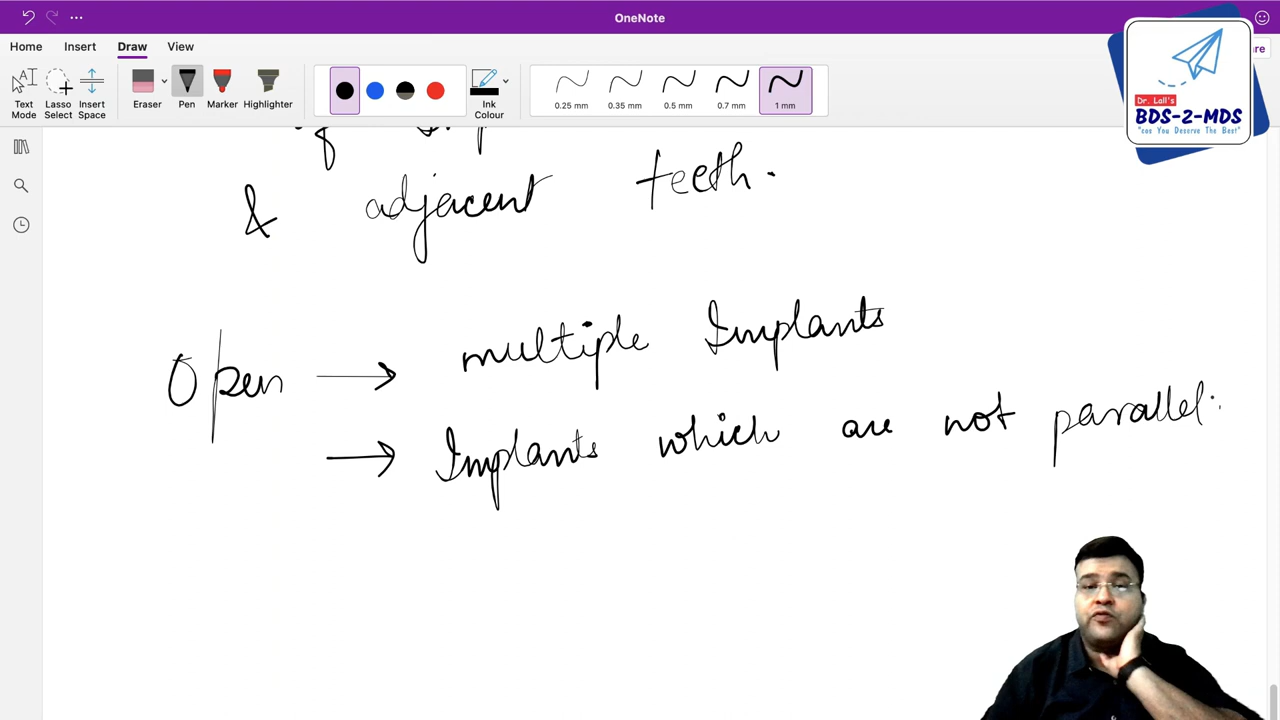 OneNote
Home Insert Draw View
Text Mode
Lasso Select
Insert Space
Eraser
Pen
Marker
Highlighter
Ink Colour
0.25 mm
0.35 mm
0.5 mm
0.7 mm
1 mm
Dr. Lall's
BDS-2-MDS
"cos You Deserve The Best"
& adjacent teeth.
Open → multiple Implants
→ Implants which are not parallel.